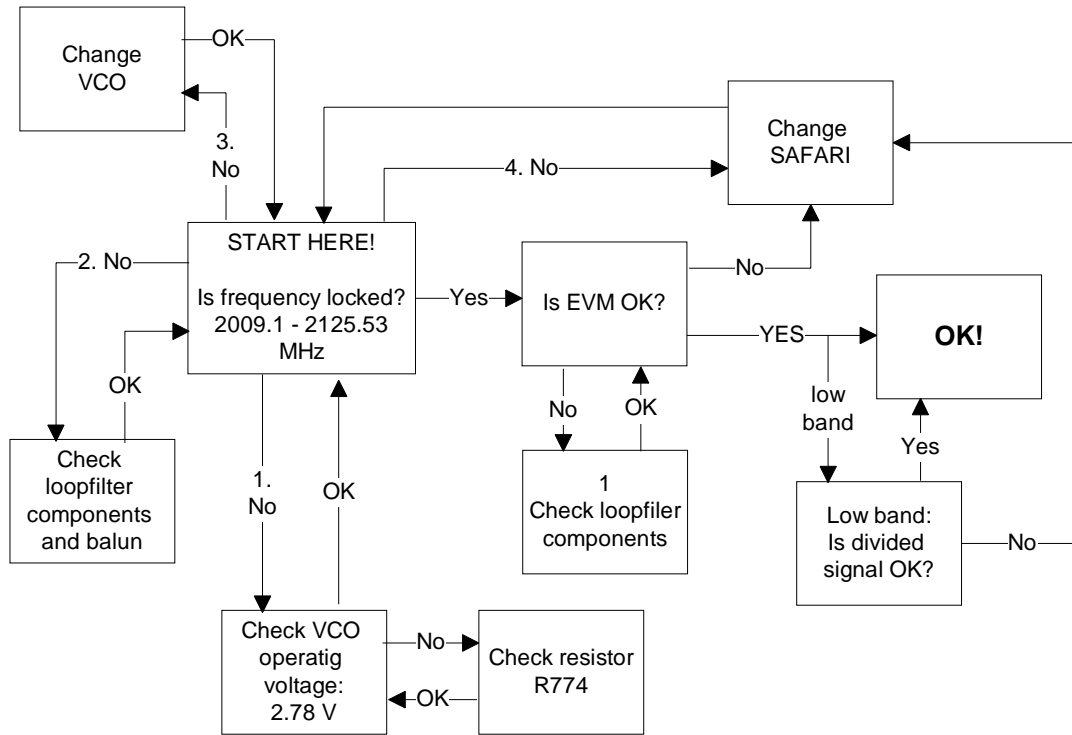 Change
VCO
OK
3.
No
Change
SAFARI
4. No
START HERE!
Is frequency locked?
2009.1 - 2125.53
MHz
2. No
OK
Check
loopfilter
components
and balun
1.
No
OK
Check VCO
operatig
voltage:
2.78 V
No
OK
Check resistor
R774
Yes
Is EVM OK?
No
No
OK
1
Check loopfiler
components
YES
low
band
OK!
Yes
Low band:
Is divided
signal OK?
No